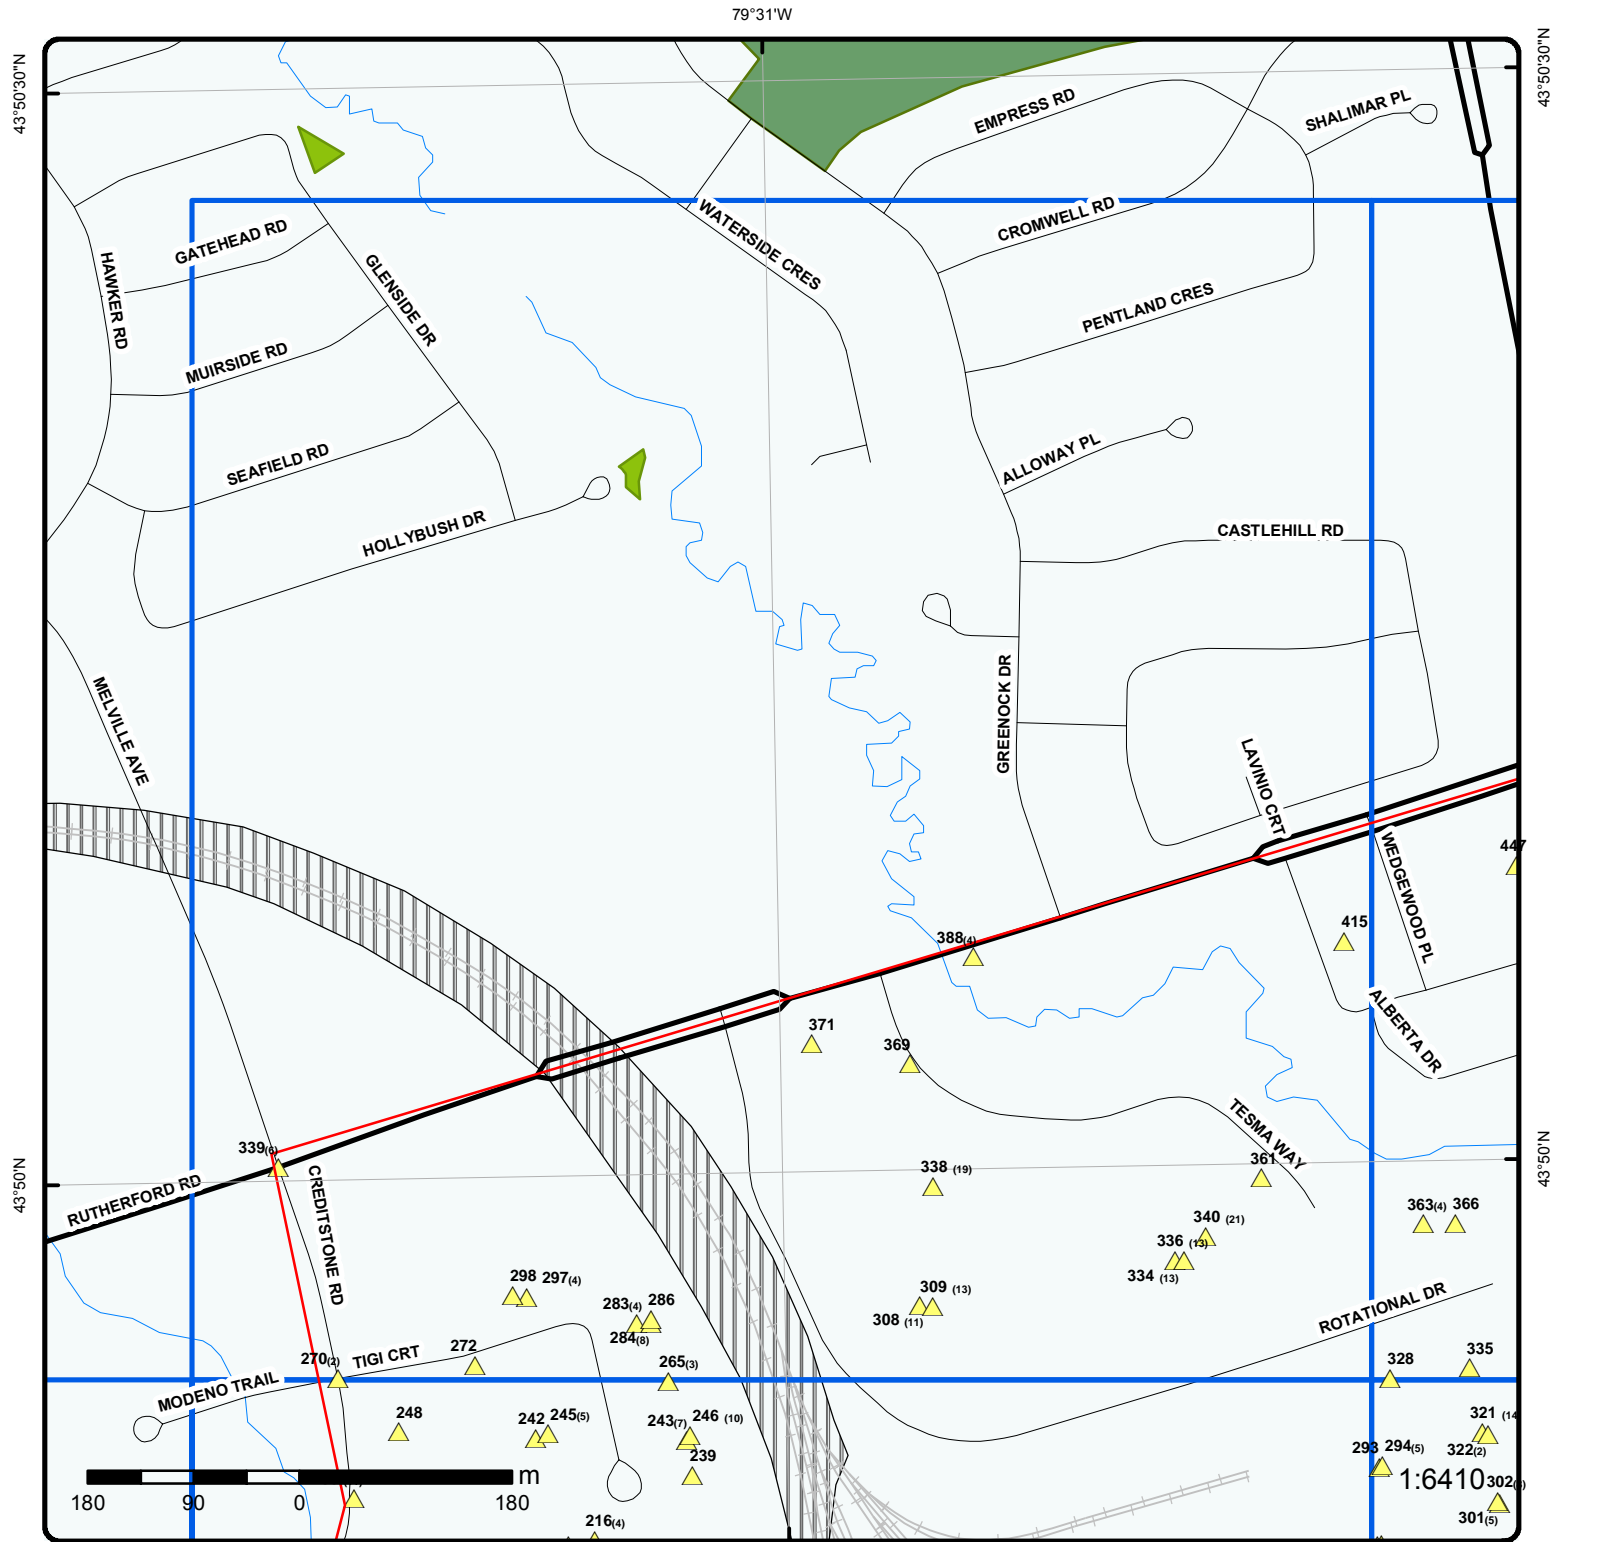 79°31'W
43°50'30"N
43°50'30"N
EMPRESS RD
SHALIMAR PL
GATEHEAD RD
WATERSIDE CRES
CROMWELL RD
HAWKER RD
GLENSIDE DR
PENTLAND CRES
MUIRSIDE RD
ALLOWAY PL
SEAFIELD RD
HOLLYBUSH DR
CASTLEHILL RD
GREENOCK DR
MELVILLE AVE
LAVINIO CRT
WEDGEWOOD PL
447
415
388(4)
ALBERTA DR
371
369
TESMA WAY
339(6)
43°50'N
43°50'N
RUTHERFORD RD
CREDITSTONE RD
338 (19)
361
363(4) 366
340 (21)
336 (13)
334 (13)
298 297(4)
283(4) 286
284(8)
309 (13)
308 (11)
ROTATIONAL DR
272
270(2)
TIGI CRT
265(3)
328
335
MODENO TRAIL
248
242 245(5)
243(7) 246 (10)
239
321 (14
322(2)
293 294(5)
1:6410
302(
301(5)
216(4)
m
180 90 0 180